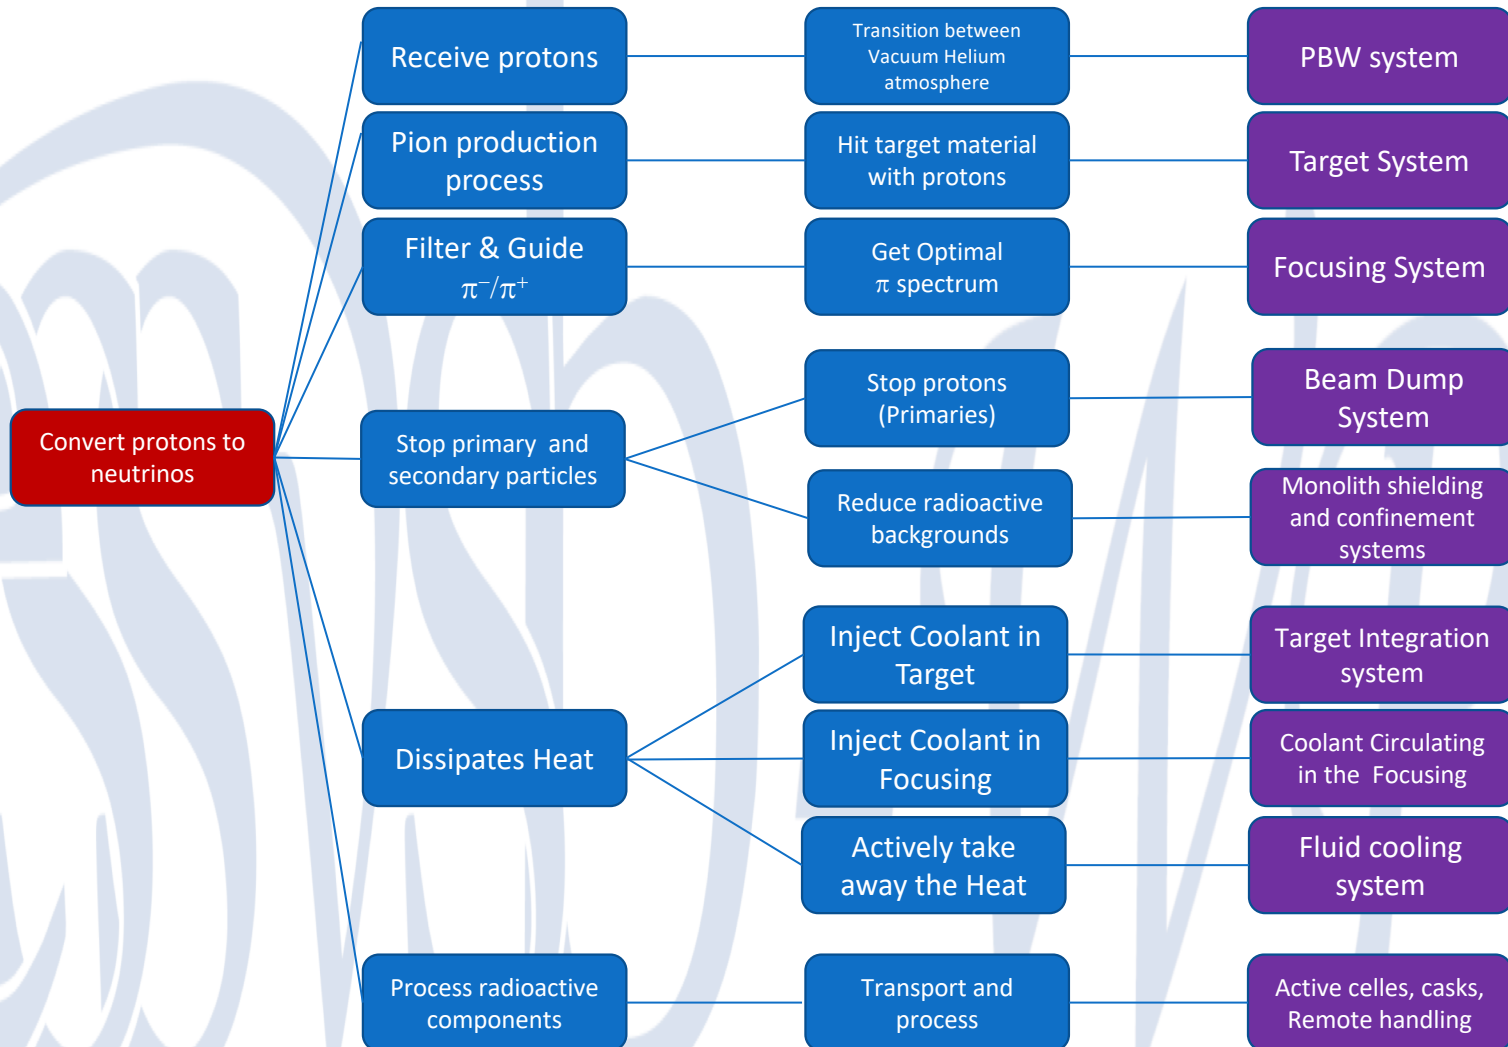 Receive protons
Transition between
Vacuum Helium
atmosphere
PBW system
Pion production
process
Hit target material
with protons
Target System
Filter & Guide
π⁻/π⁺
Get Optimal
π spectrum
Focusing System
Convert protons to
neutrinos
Stop primary and
secondary particles
Stop protons
(Primaries)
Beam Dump
System
Reduce radioactive
backgrounds
Monolith shielding
and confinement
systems
Dissipates Heat
Inject Coolant in
Target
Target Integration
system
Inject Coolant in
Focusing
Coolant Circulating
in the Focusing
Actively take
away the Heat
Fluid cooling
system
Process radioactive
components
Transport and
process
Active celles, casks,
Remote handling